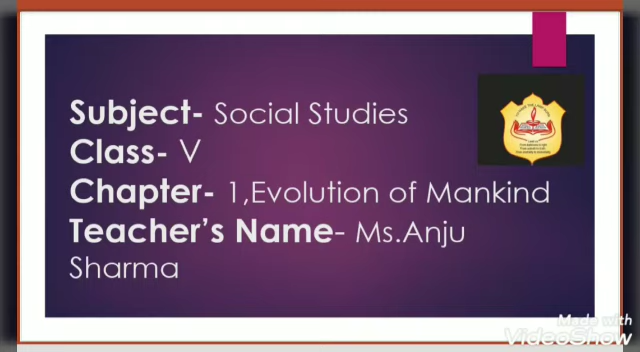 Subject- Social Studies
Class- V
Chapter- 1,Evolution of Mankind
Teacher's Name- Ms.Anju
Sharma
Made with
VideoShow